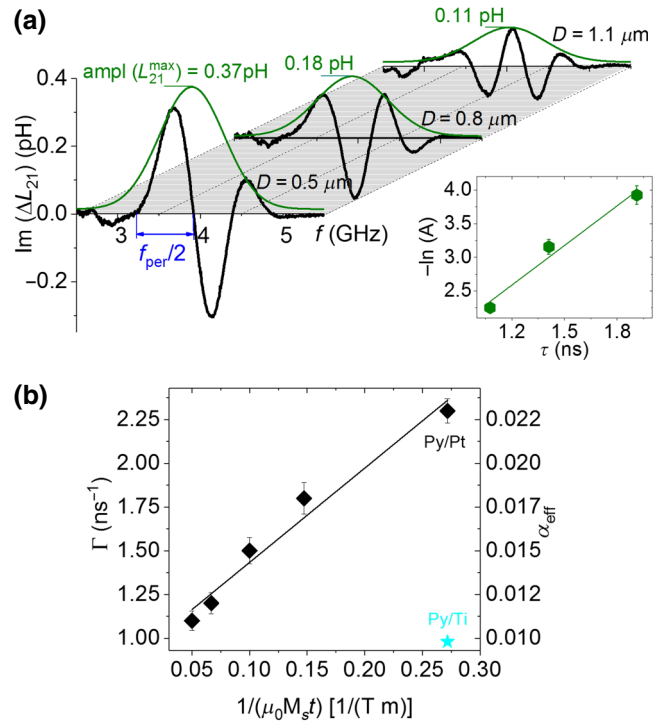 (a)
0.11 pH
D = 1.1 μm
0.18 pH
ampl (L21^max) = 0.37pH
0.4
D = 0.8 μm
0.2
D = 0.5 μm
0.0
−0.2
Im (ΔL21) (pH)
3 4 5 f (GHz)
fper/2
4.0
3.5
3.0
2.5
−ln (A)
1.2 1.5 1.8
τ (ns)
(b)
2.25 0.022
Py/Pt
2.00 0.020
1.75 0.017
1.50 0.015
1.25 0.012
Py/Ti
1.00 0.010
Γ (ns⁻¹)
αeff
0.05 0.10 0.15 0.20 0.25 0.30
1/(μ0Mst) [1/(T m)]